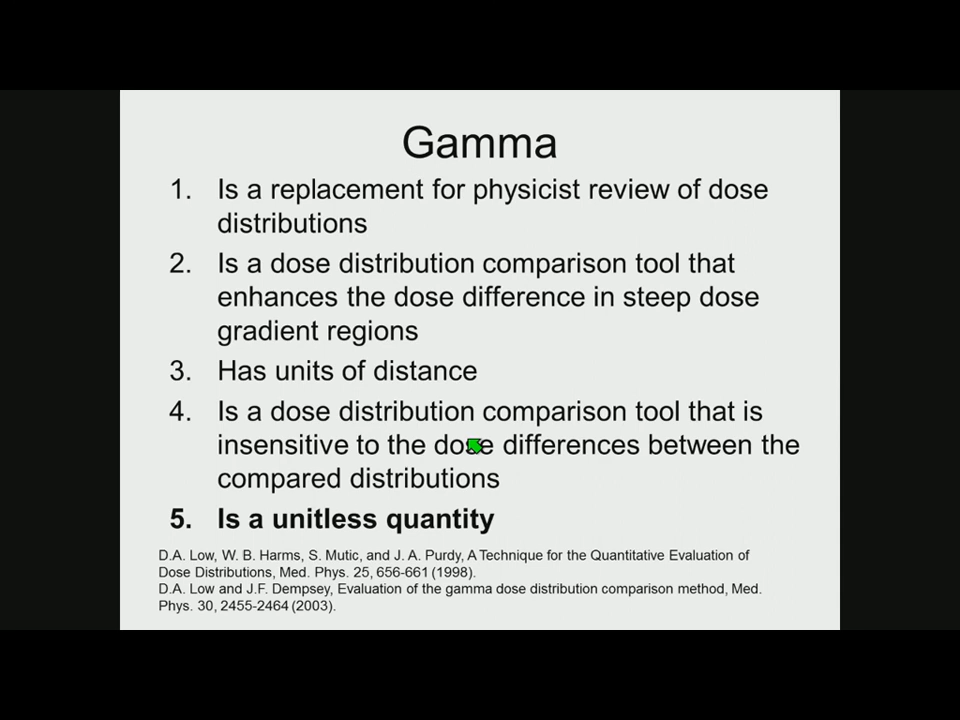 Gamma
1. Is a replacement for physicist review of dose
distributions
2. Is a dose distribution comparison tool that
enhances the dose difference in steep dose
gradient regions
3. Has units of distance
4. Is a dose distribution comparison tool that is
insensitive to the dose differences between the
compared distributions
5. Is a unitless quantity
D.A. Low, W. B. Harms, S. Mutic, and J. A. Purdy, A Technique for the Quantitative Evaluation of
Dose Distributions, Med. Phys. 25, 656-661 (1998).
D.A. Low and J.F. Dempsey, Evaluation of the gamma dose distribution comparison method, Med.
Phys. 30, 2455-2464 (2003).